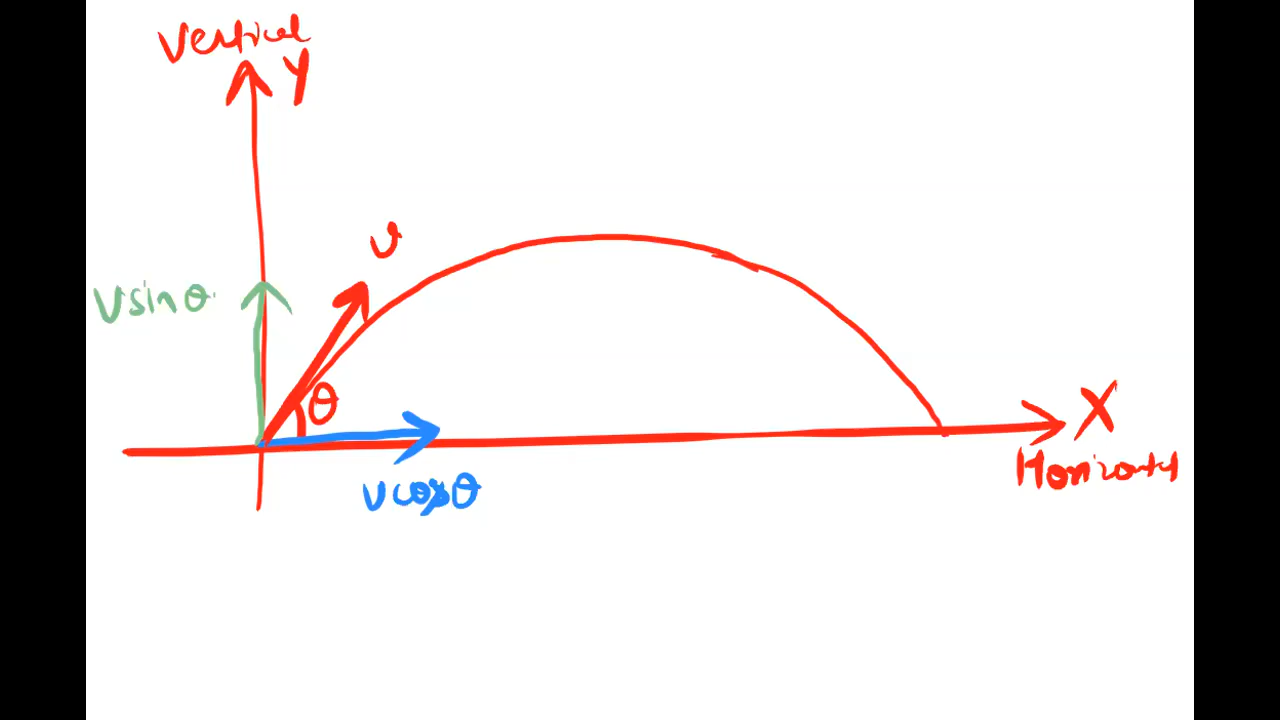 Vertical
Y
v
Vsinθ
θ
X
Horizontal
vcosθ